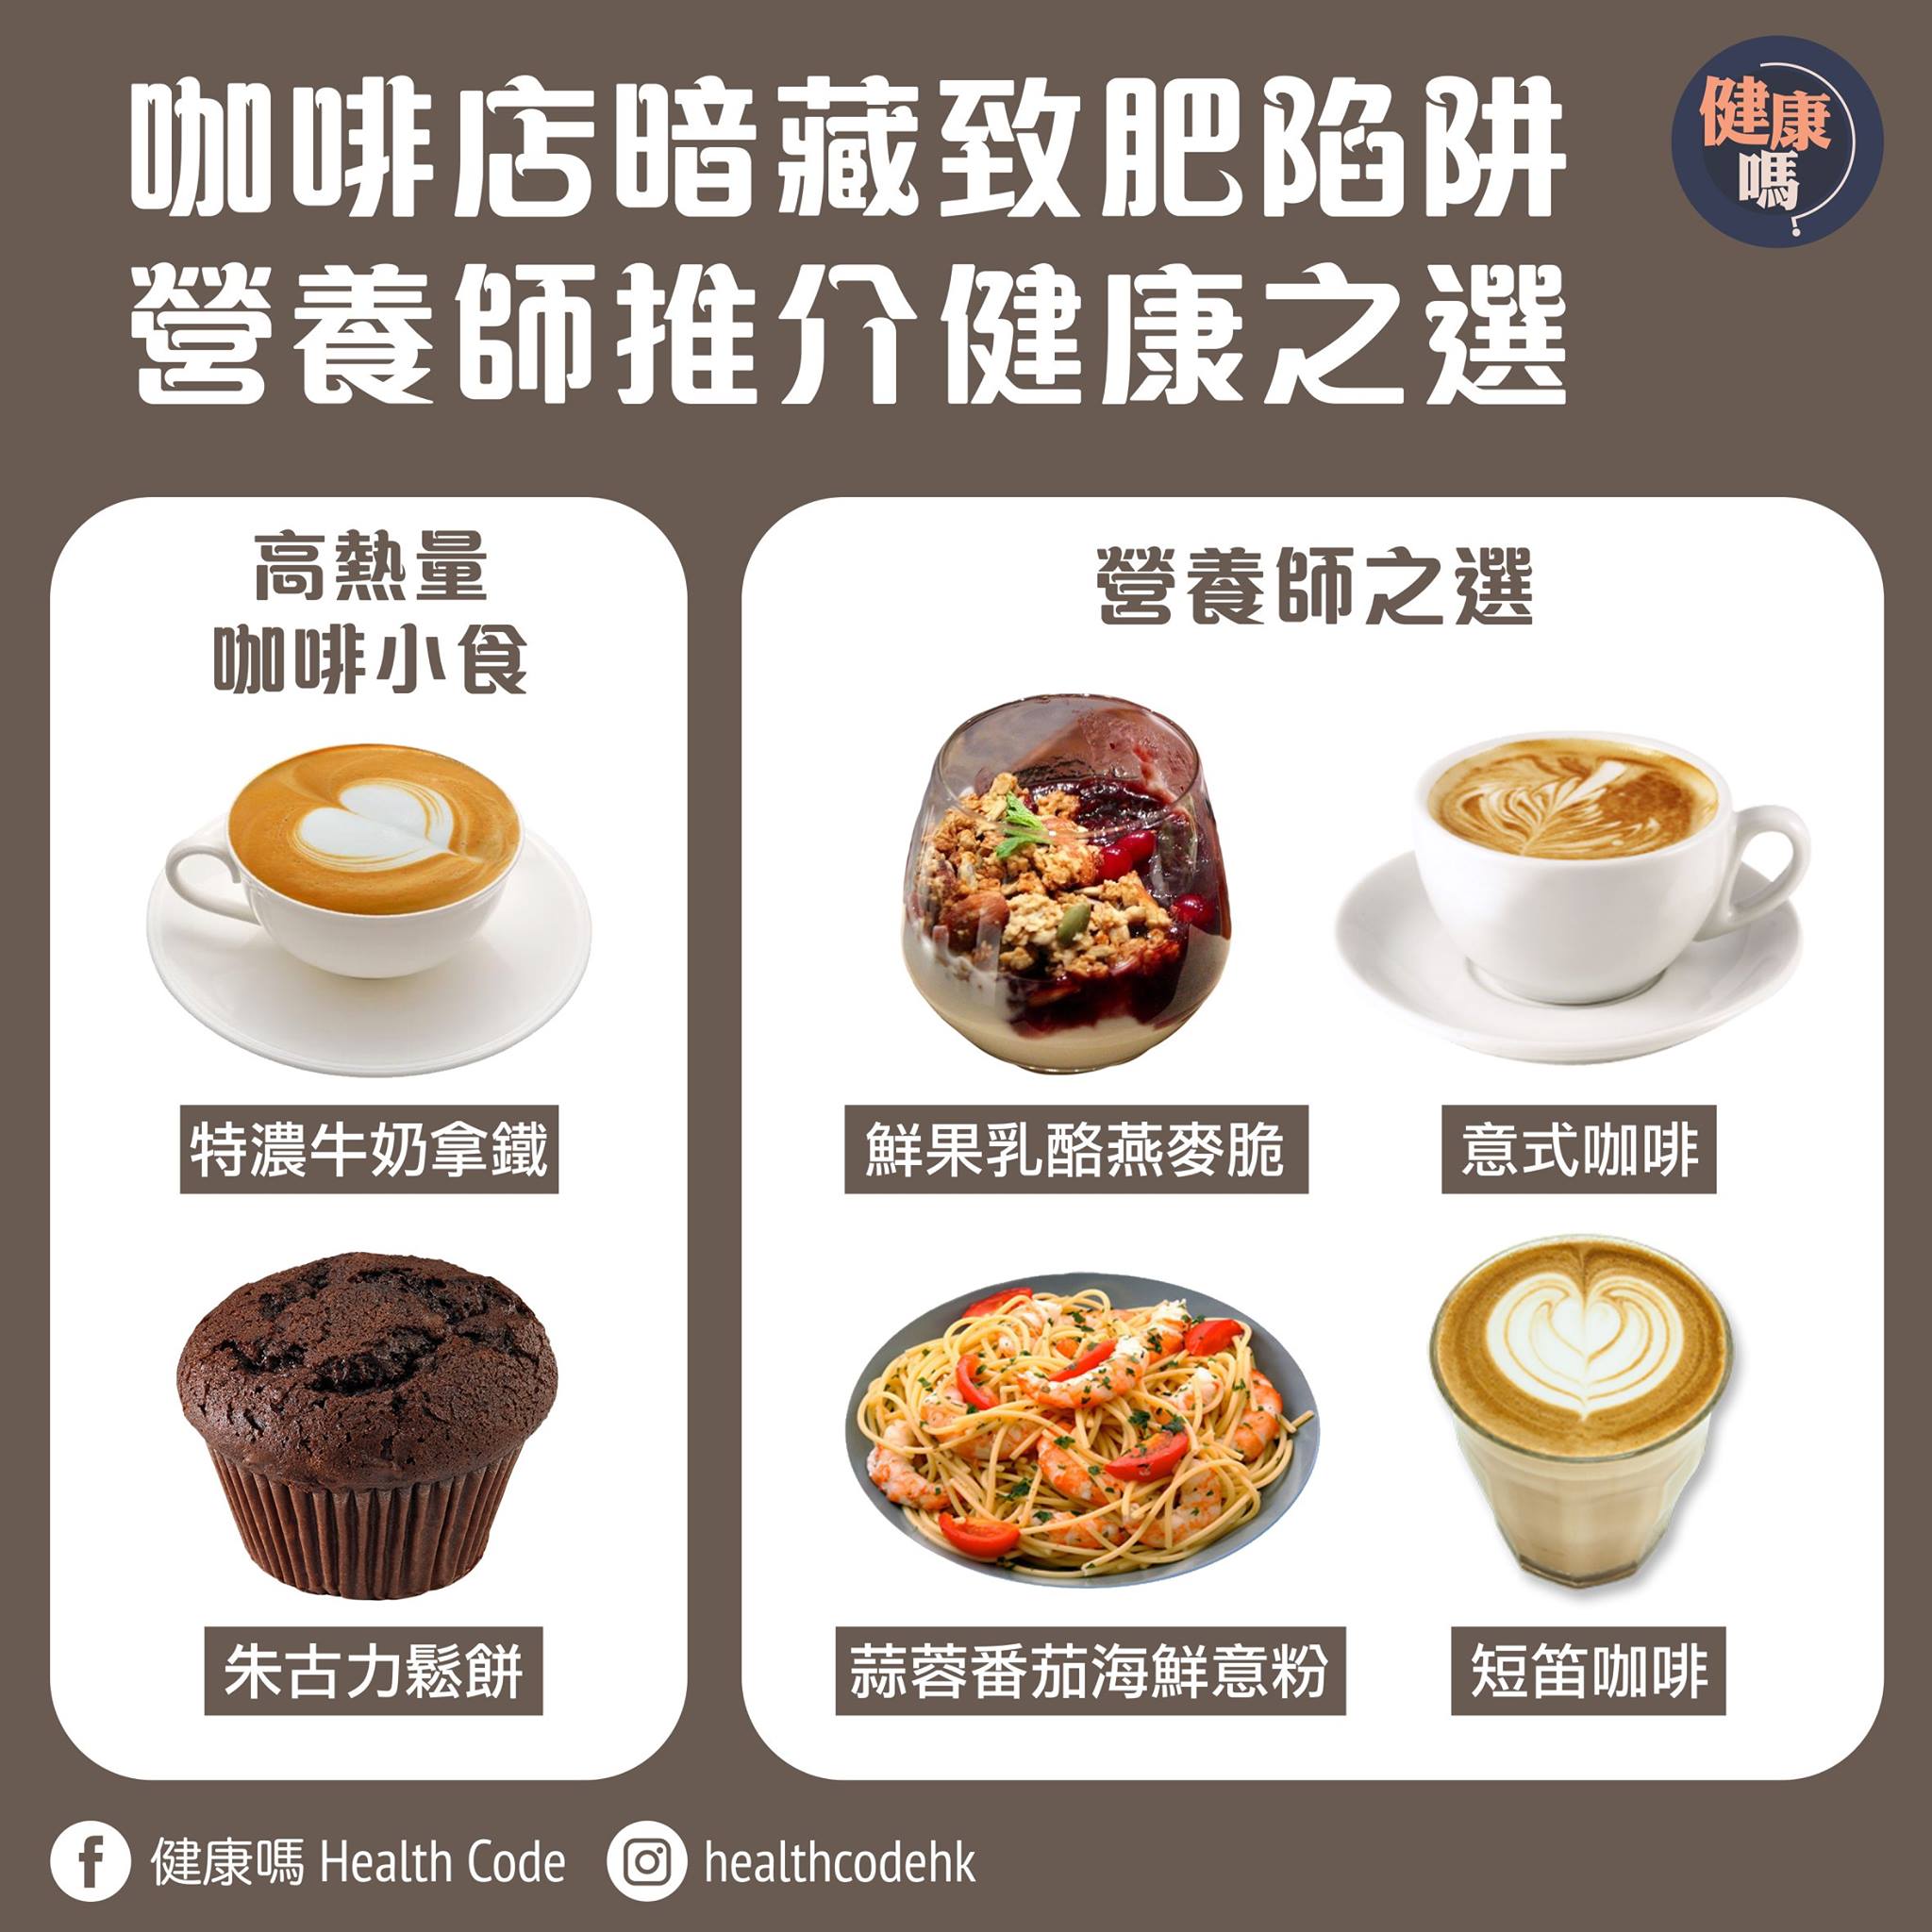 咖啡店暗藏致肥陷阱
營養師推介健康之選
健康
嗎?
高熱量
咖啡小食
特濃牛奶拿鐵
朱古力鬆餅
營養師之選
鮮果乳酪燕麥脆
意式咖啡
蒜蓉番茄海鮮意粉
短笛咖啡
健康嗎 Health Code
healthcodehk